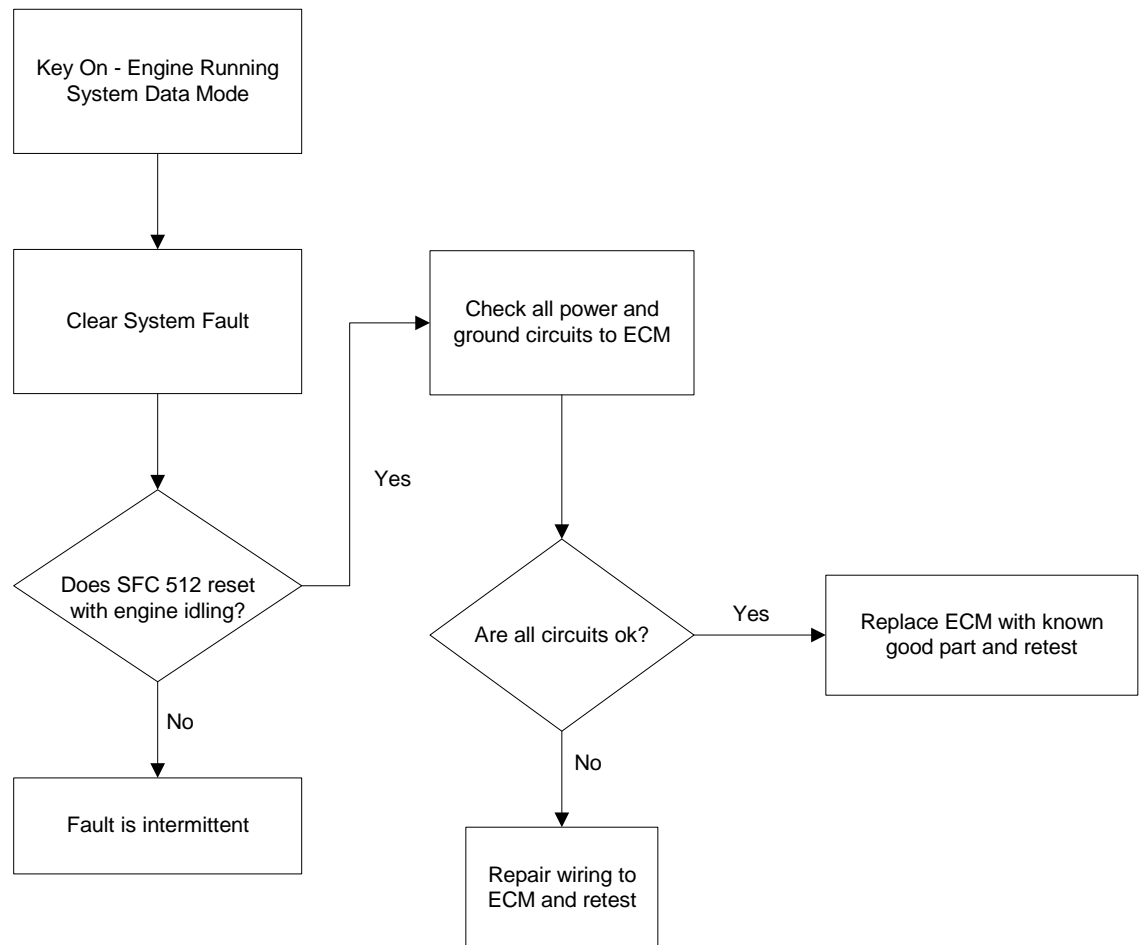 Key On - Engine Running
System Data Mode
Clear System Fault
Check all power and
ground circuits to ECM
Yes
Does SFC 512 reset
with engine idling?
Are all circuits ok?
Yes
Replace ECM with known
good part and retest
No
Fault is intermittent
No
Repair wiring to
ECM and retest